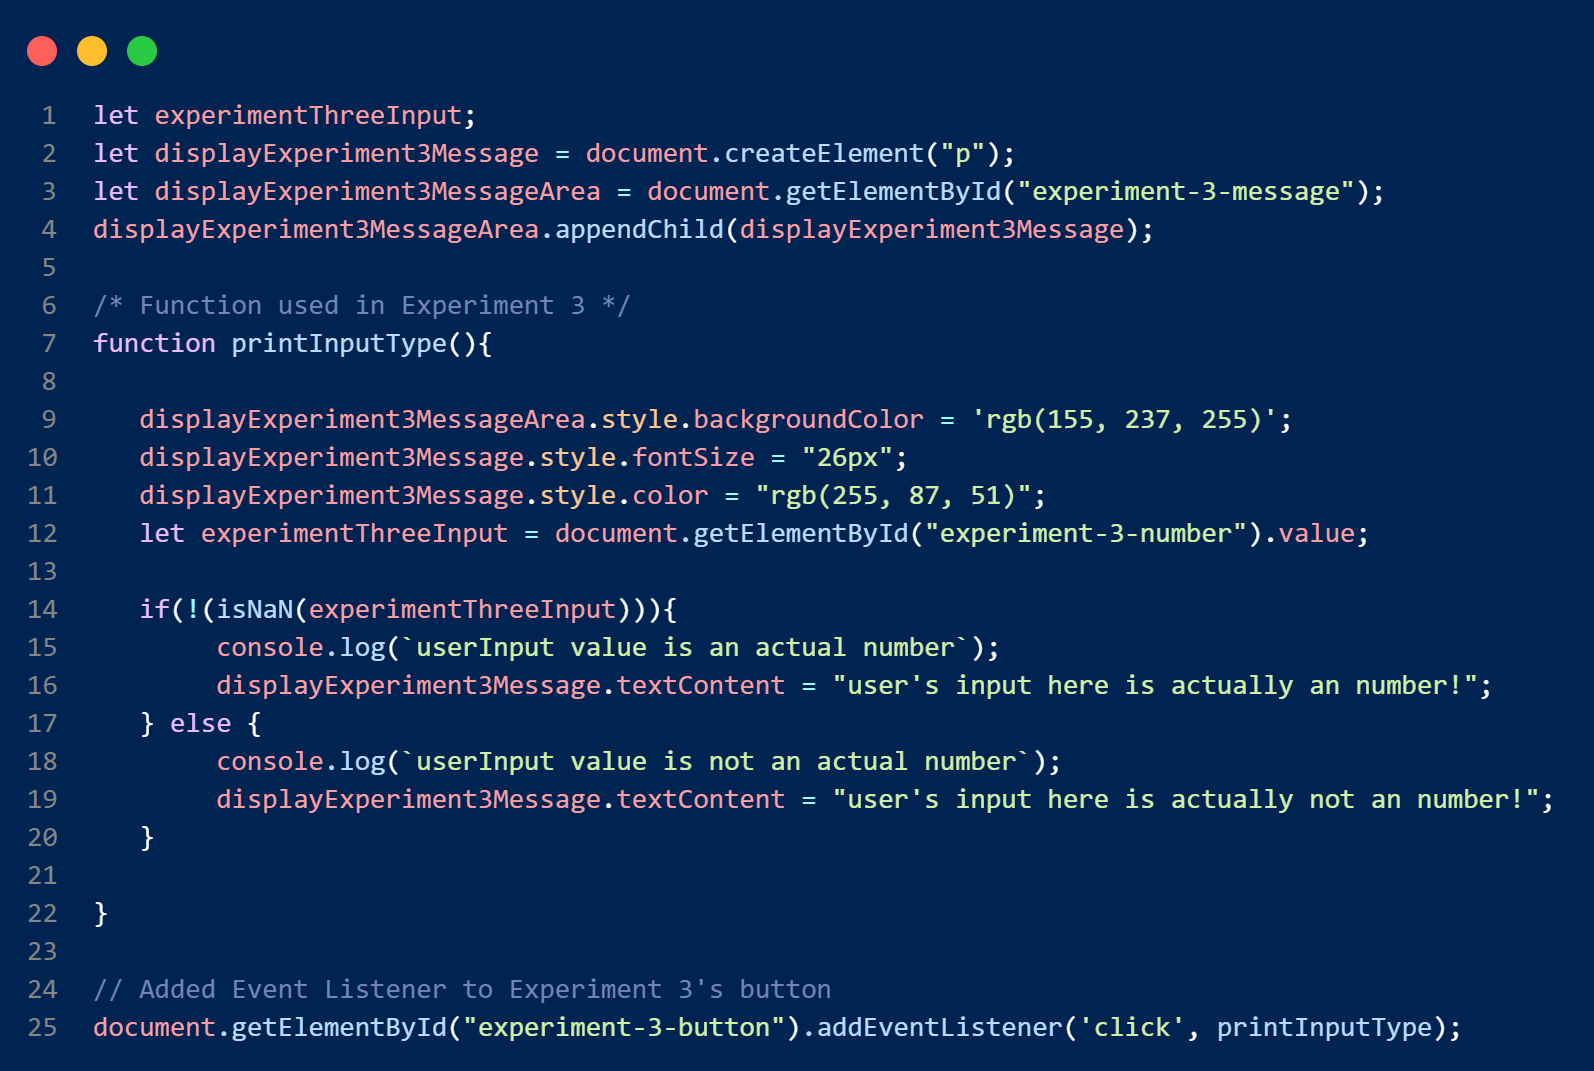 1 let experimentThreeInput;
2 let displayExperiment3Message = document.createElement("p");
3 let displayExperiment3MessageArea = document.getElementById("experiment-3-message");
4 displayExperiment3MessageArea.appendChild(displayExperiment3Message);
5
6 /* Function used in Experiment 3 */
7 function printInputType(){
8
9    displayExperiment3MessageArea.style.backgroundColor = 'rgb(155, 237, 255)';
10    displayExperiment3Message.style.fontSize = "26px";
11    displayExperiment3Message.style.color = "rgb(255, 87, 51)";
12    let experimentThreeInput = document.getElementById("experiment-3-number").value;
13
14    if(!(isNaN(experimentThreeInput))){
15         console.log(`userInput value is an actual number`);
16         displayExperiment3Message.textContent = "user's input here is actually an number!";
17    } else {
18         console.log(`userInput value is not an actual number`);
19         displayExperiment3Message.textContent = "user's input here is actually not an number!";
20    }
21
22 }
23
24 // Added Event Listener to Experiment 3's button
25 document.getElementById("experiment-3-button").addEventListener('click', printInputType);